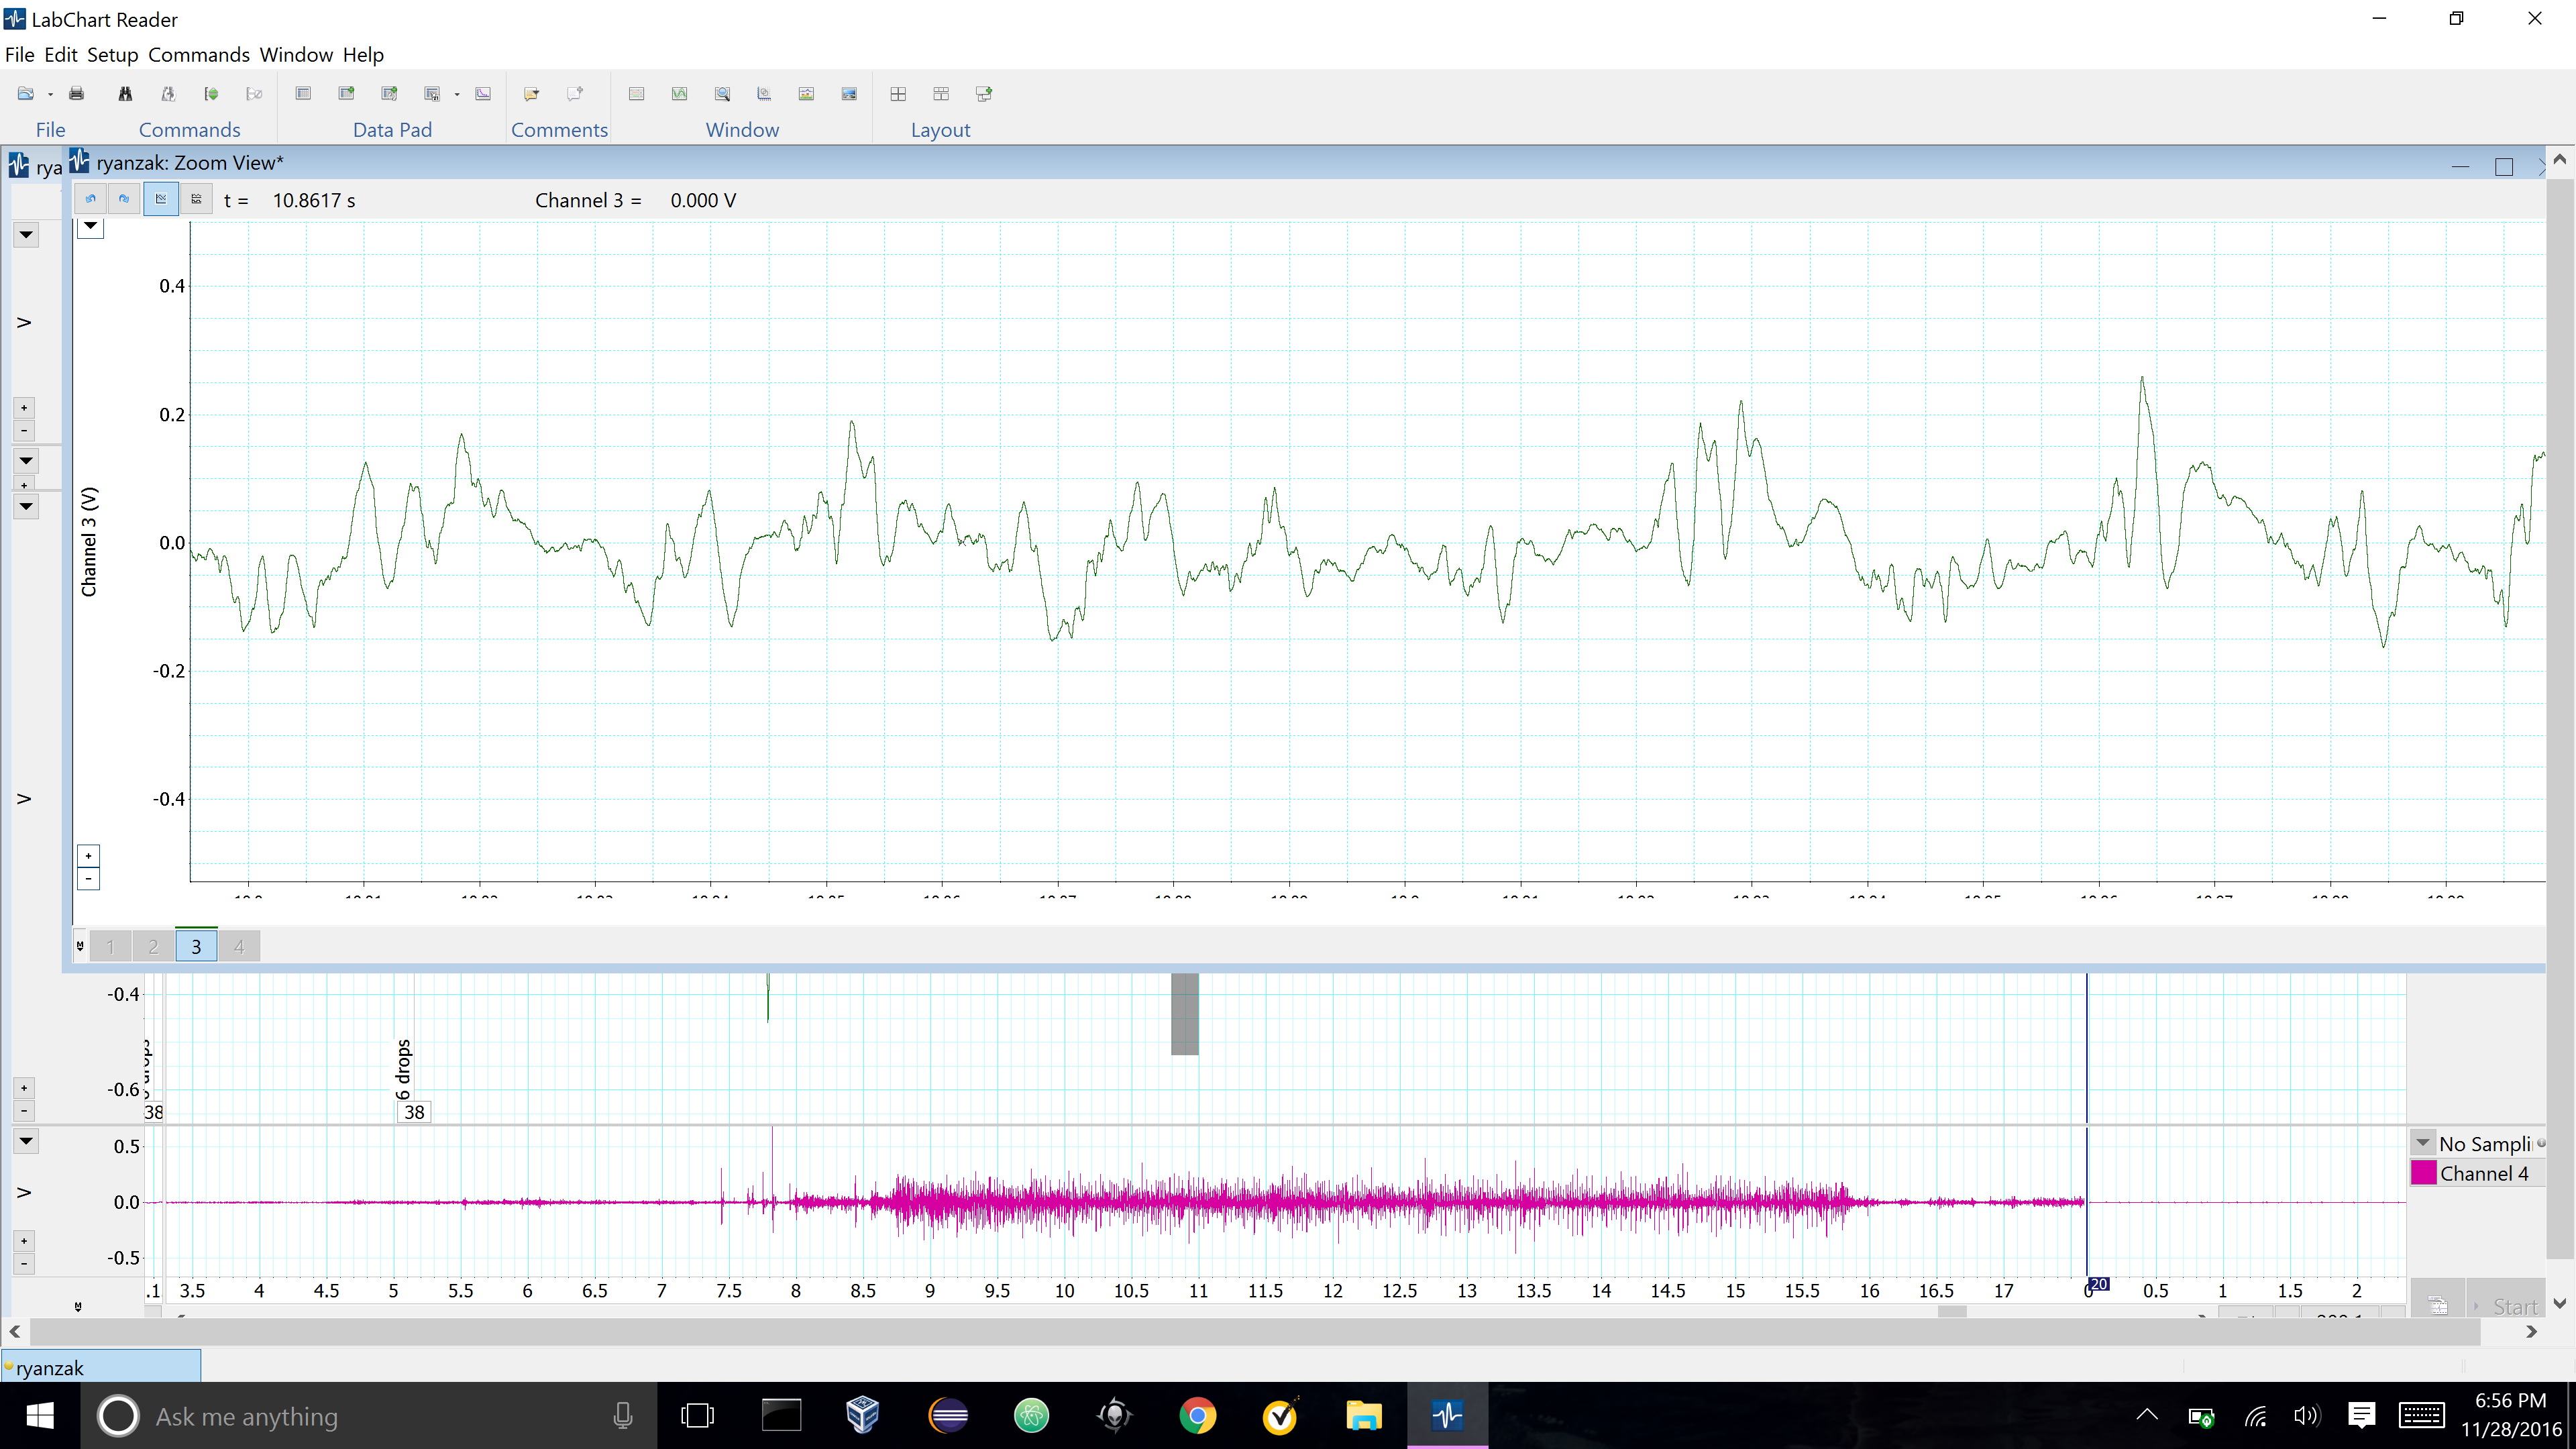 LabChart Reader
File Edit Setup Commands Window Help
File Commands Data Pad Comments Window Layout
rya
ryanzak: Zoom View*
t = 10.8617 s Channel 3 = 0.000 V
V
V
V
Channel 3 (V)
0.4
0.2
0.0
-0.2
-0.4
+
-
M
1 2 3 4
-0.4
-0.6
6 drops
38
38
0.5
0.0
-0.5
No Sampli
Channel 4
.1 3.5 4 4.5 5 5.5 6 6.5 7 7.5 8 8.5 9 9.5 10 10.5 11 11.5 12 12.5 13 13.5 14 14.5 15 15.5 16 16.5 17 0 20 0.5 1 1.5 2
M
Start
ryanzak
Ask me anything
6:56 PM
11/28/2016